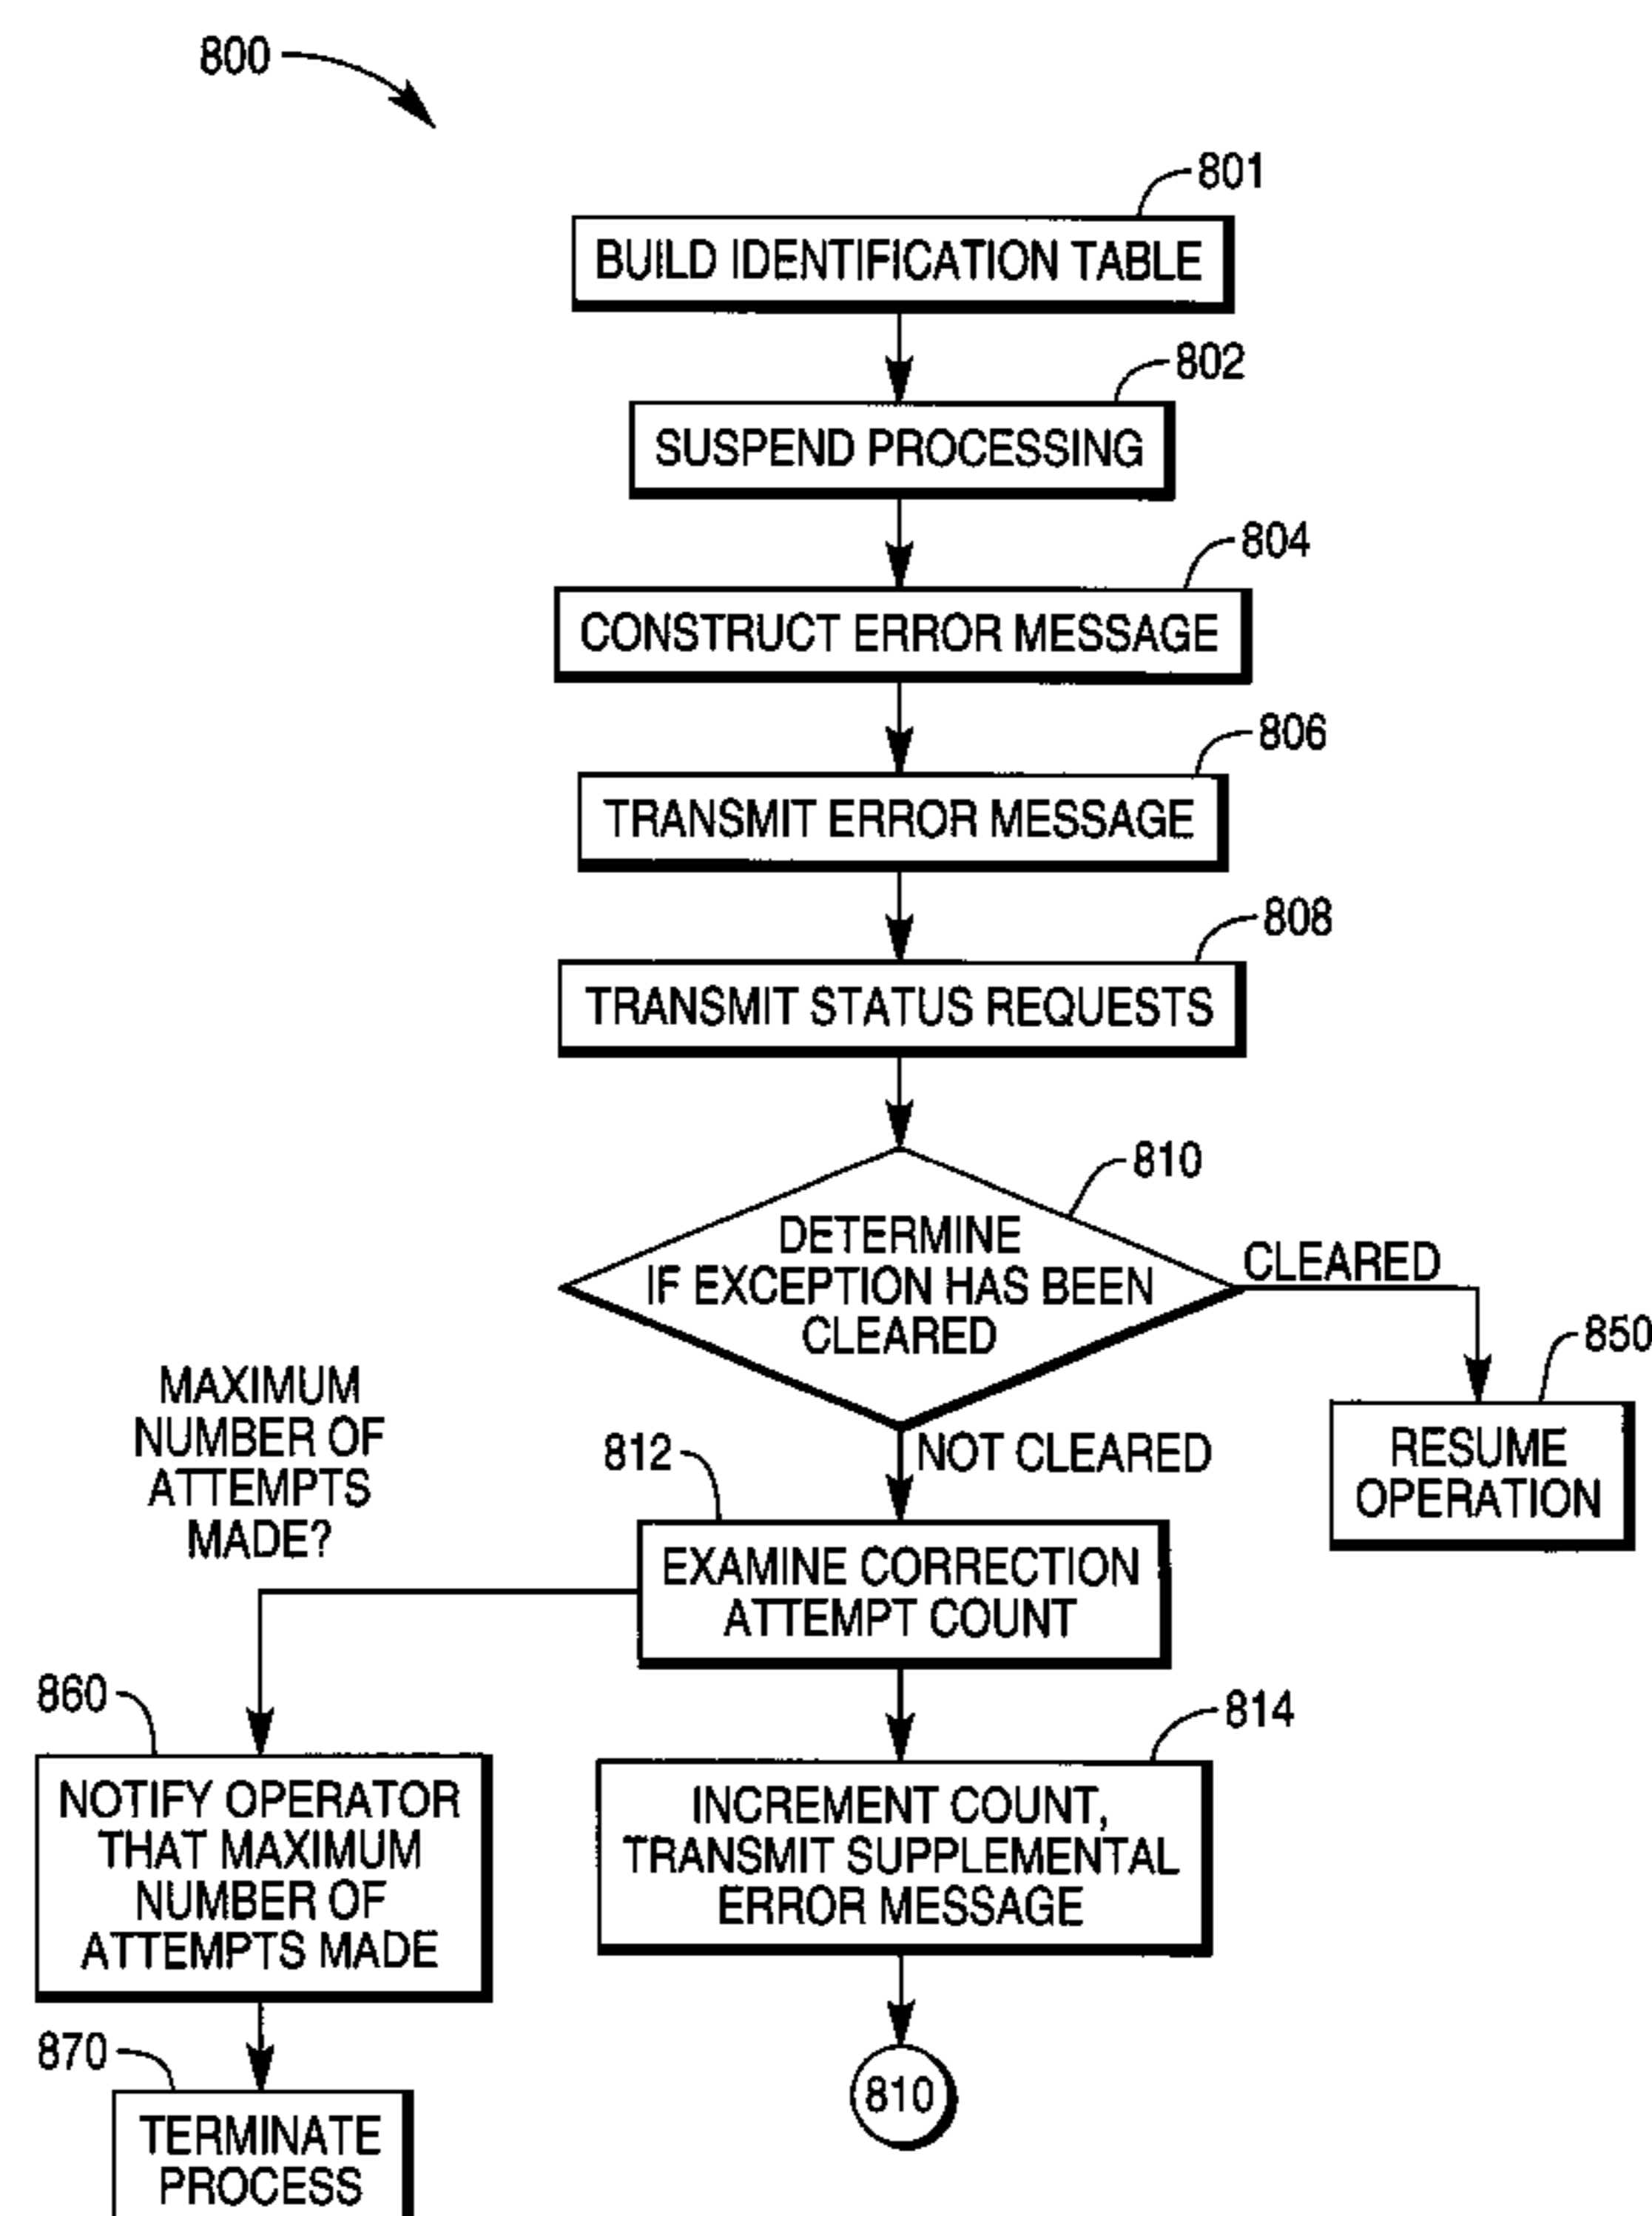 800
801
BUILD IDENTIFICATION TABLE
802
SUSPEND PROCESSING
804
CONSTRUCT ERROR MESSAGE
806
TRANSMIT ERROR MESSAGE
808
TRANSMIT STATUS REQUESTS
810
DETERMINE
IF EXCEPTION HAS BEEN
CLEARED
CLEARED
850
RESUME
OPERATION
NOT CLEARED
MAXIMUM
NUMBER OF
ATTEMPTS
MADE?
812
EXAMINE CORRECTION
ATTEMPT COUNT
860
NOTIFY OPERATOR
THAT MAXIMUM
NUMBER OF
ATTEMPTS MADE
814
INCREMENT COUNT,
TRANSMIT SUPPLEMENTAL
ERROR MESSAGE
870
TERMINATE
PROCESS
810